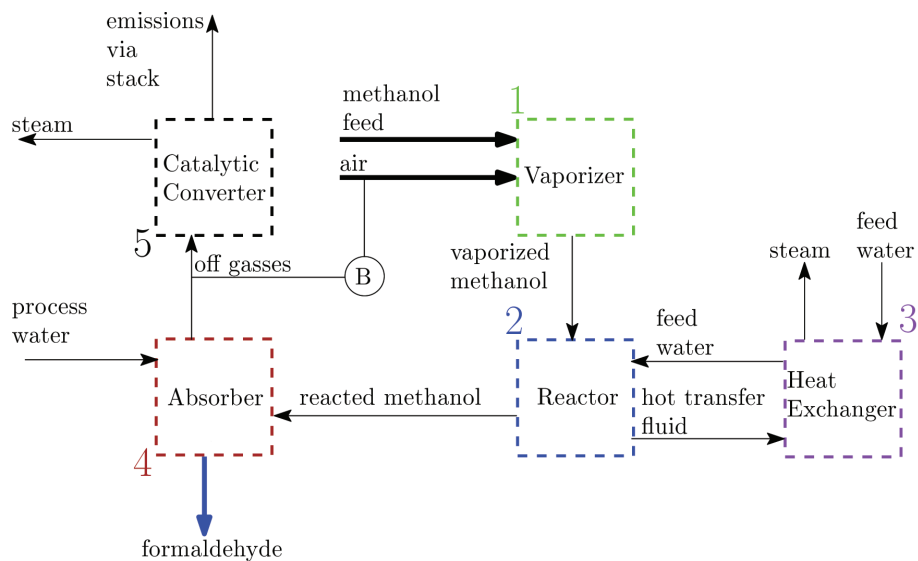 emissions
via
stack
steam
Catalytic
Converter
5
methanol
feed
air
1
Vaporizer
off gasses
B
vaporized
methanol
steam
feed
water
process
water
2
feed
water
3
Absorber
reacted methanol
Reactor
hot transfer
fluid
Heat
Exchanger
4
formaldehyde